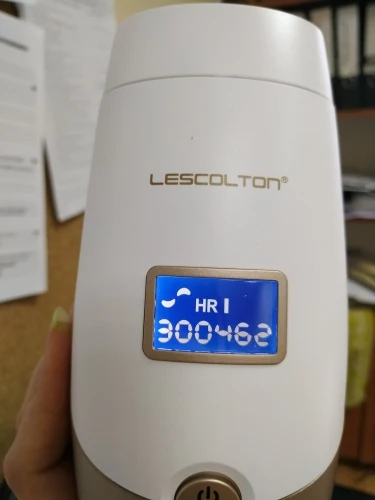 LESCOLTON®
HR I
300462